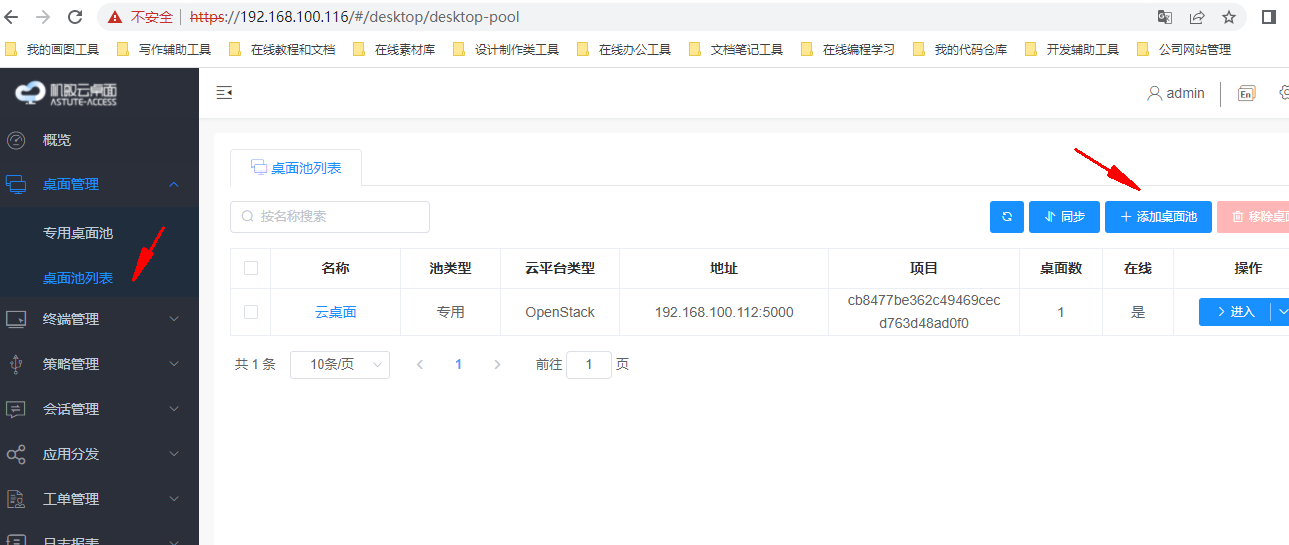 不安全 | https://192.168.100.116/#/desktop/desktop-pool
我的画图工具 写作辅助工具 在线教程和文档 在线素材库 设计制作类工具 在线办公工具 文档笔记工具 在线编程学习 我的代码仓库 开发辅助工具 公司网站管理
机敏云桌面
ASTUTE-ACCESS
admin En
概览
桌面管理
专用桌面池
桌面池列表
终端管理
策略管理
会话管理
应用分发
工单管理
日志报表
桌面池列表
按名称搜索
同步 添加桌面池 移除桌面
名称 池类型 云平台类型 地址 项目 桌面数 在线 操作
云桌面 专用 OpenStack 192.168.100.112:5000 cb8477be362c49469cec 1 是 进入
d763d48ad0f0
共 1 条 10条/页 1 前往 1 页